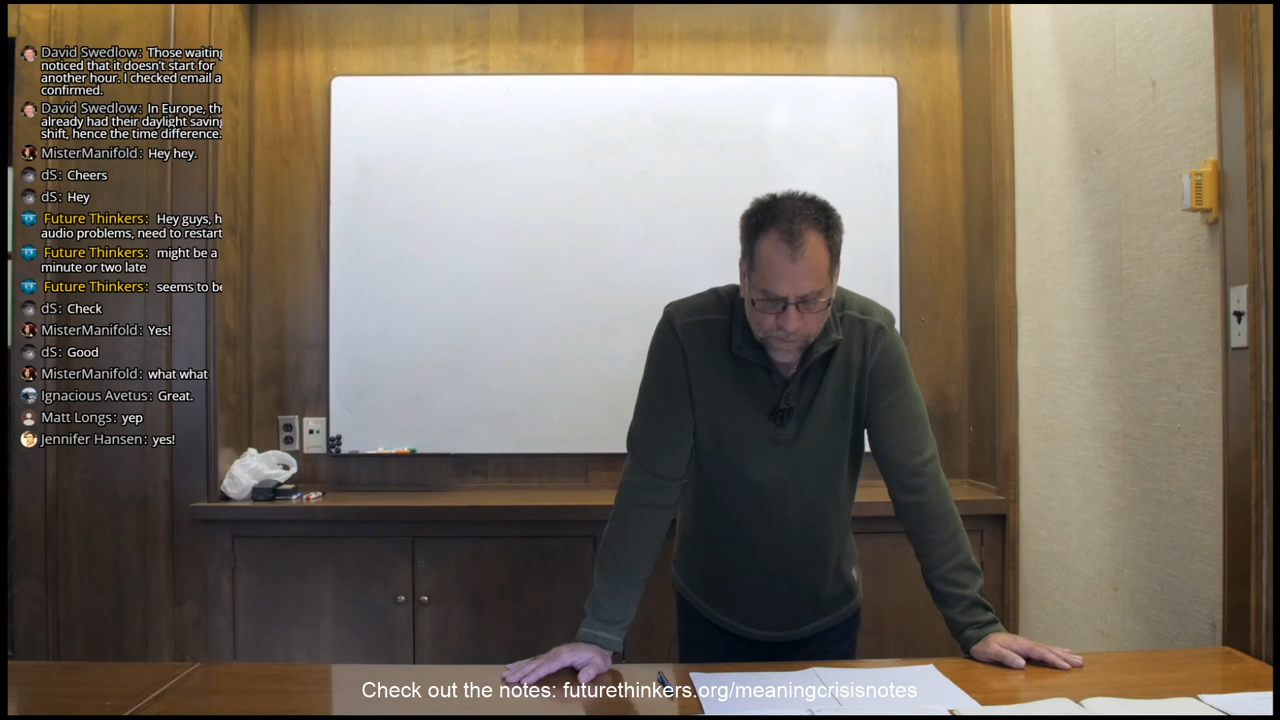 David Swedlow: Those waiting
noticed that it doesn't start for
another hour. I checked email a
confirmed.
David Swedlow: In Europe, th
already had their daylight saving
shift, hence the time difference.
MisterManifold: Hey hey.
dS: Cheers
dS: Hey
Future Thinkers: Hey guys, h
audio problems, need to restart
Future Thinkers: might be a
minute or two late
Future Thinkers: seems to be
dS: Check
MisterManifold: Yes!
dS: Good
MisterManifold: what what
Ignacious Avetus: Great.
Matt Longs: yep
Jennifer Hansen: yes!
Check out the notes: futurethinkers.org/meaningcrisisnotes